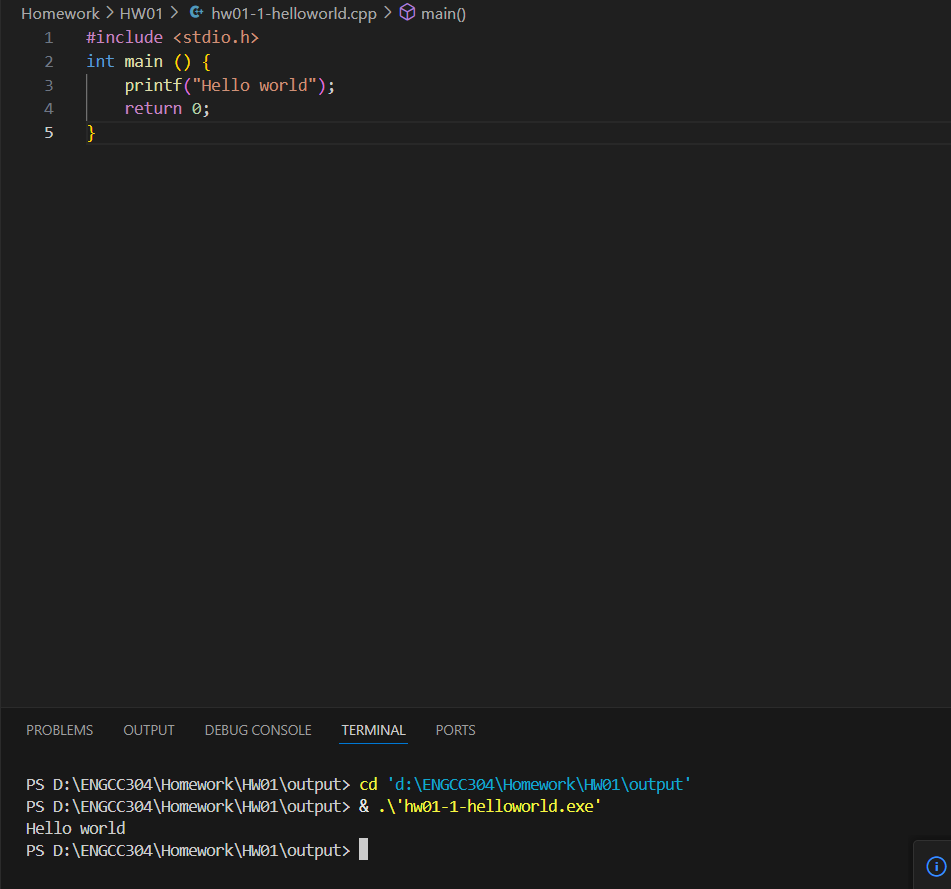 Homework > HW01 > hw01-1-helloworld.cpp > main()
1 #include <stdio.h>
2 int main () {
3     printf("Hello world");
4     return 0;
5 }
PROBLEMS OUTPUT DEBUG CONSOLE TERMINAL PORTS
PS D:\ENGCC304\Homework\HW01\output> cd 'd:\ENGCC304\Homework\HW01\output'
PS D:\ENGCC304\Homework\HW01\output> & .\'hw01-1-helloworld.exe'
Hello world
PS D:\ENGCC304\Homework\HW01\output>